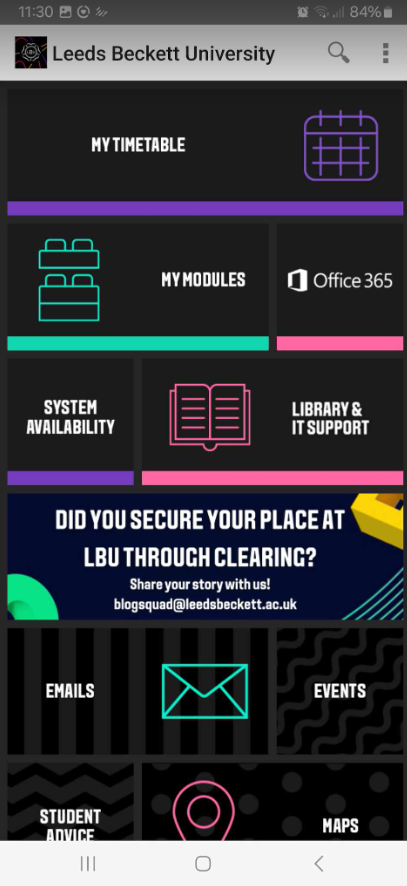 11:30
84%
Leeds Beckett University
MY TIMETABLE
MY MODULES
Office 365
SYSTEM
AVAILABILITY
LIBRARY &
IT SUPPORT
DID YOU SECURE YOUR PLACE AT
LBU THROUGH CLEARING?
Share your story with us!
blogsquad@leedsbeckett.ac.uk
EMAILS
EVENTS
STUDENT
ADVICE
MAPS